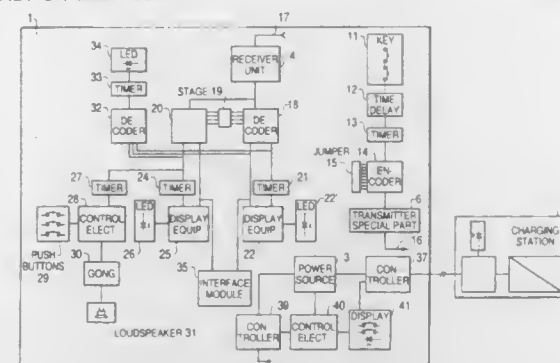 1
17
34
LED
33
TIMER
32
DE
CODER
STAGE 19
20
RECEIVER
UNIT
4
DE
CODER
18
11
KEY
12
TIME
DELAY
13
TIMER
14
JUMPER
15
EN-
CODER
6
TRANSMITTER
SPECIAL PART
16
27
TIMER
24
TIMER
TIMER
21
28
CONTROL
ELECT
LED
26
DISPLAY
EQUIP
25
DISPLAY
EQUIP
22
LED
22'
PUSH
BUTTONS
29
30
GONG
LOUDSPEAKER 31
35
INTERFACE
MODULE
POWER
SOURCE
3
CON
TROLLER
37
CHARGING
STATION
39
CON
TROLLER
40
CONTROL
ELECT
DISPLAY
41